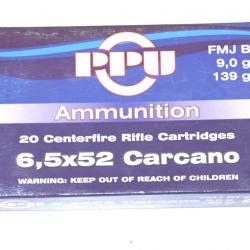 PPU
FMJ B
9,0 g
139 g
Ammunition
20 Centerfire Rifle Cartridges
6,5x52 Carcano
WARNING: KEEP OUT OF REACH OF CHILDREN